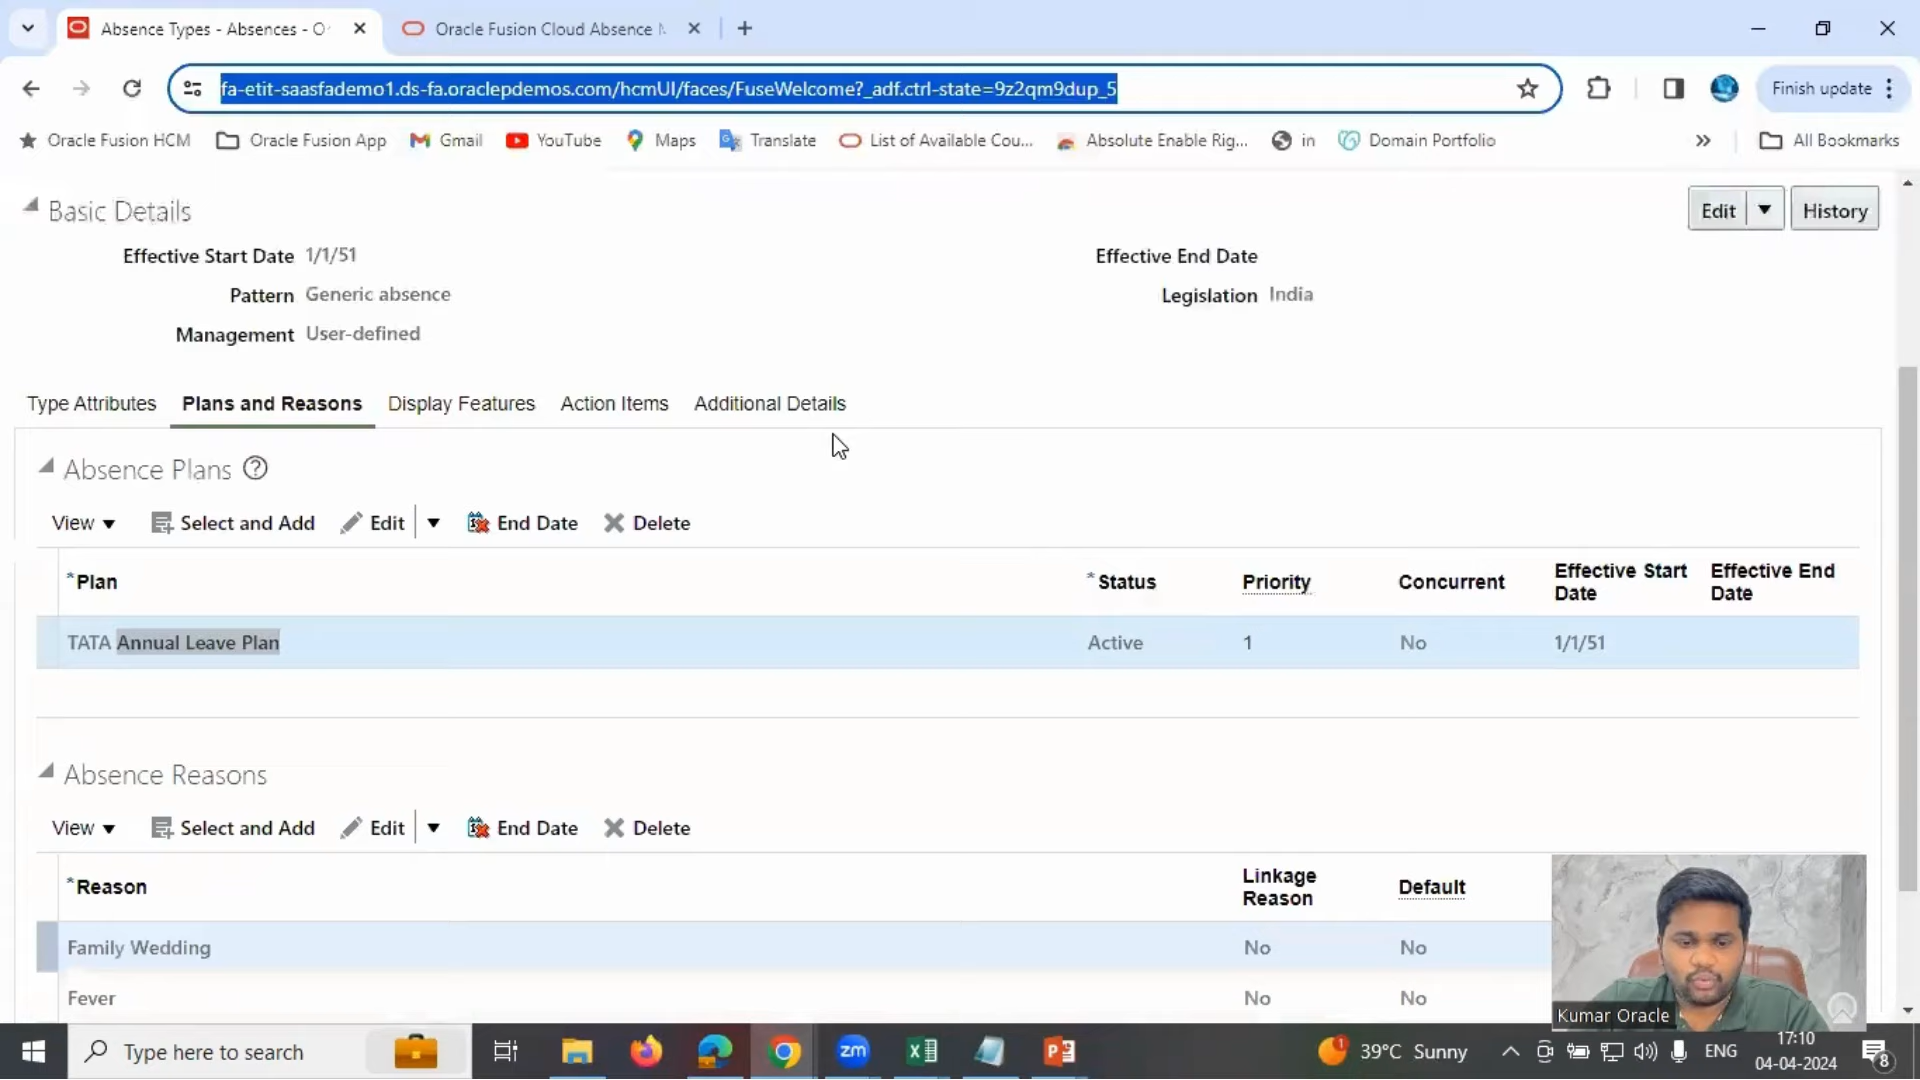 Absence Types - Absences - O
Oracle Fusion Cloud Absence M
fa-etit-saasfademo1.ds-fa.oraclepdemos.com/hcmUI/faces/FuseWelcome?_adf.ctrl-state=9z2qm9dup_5
Finish update
Oracle Fusion HCM
Oracle Fusion App
Gmail
YouTube
Maps
Translate
List of Available Cou...
Absolute Enable Rig...
in
Domain Portfolio
»
All Bookmarks
Basic Details
Edit
History
Effective Start Date 1/1/51
Effective End Date
Pattern Generic absence
Legislation India
Management User-defined
Type Attributes
Plans and Reasons
Display Features
Action Items
Additional Details
Absence Plans ?
View
Select and Add
Edit
End Date
Delete
*Plan
*Status
Priority
Concurrent
Effective Start Date
Effective End Date
TATA Annual Leave Plan
Active
1
No
1/1/51
Absence Reasons
View
Select and Add
Edit
End Date
Delete
*Reason
Linkage Reason
Default
Family Wedding
No
No
Fever
No
No
Kumar Oracle
Type here to search
zm
1
39°C Sunny
ENG
17:10
04-04-2024
8